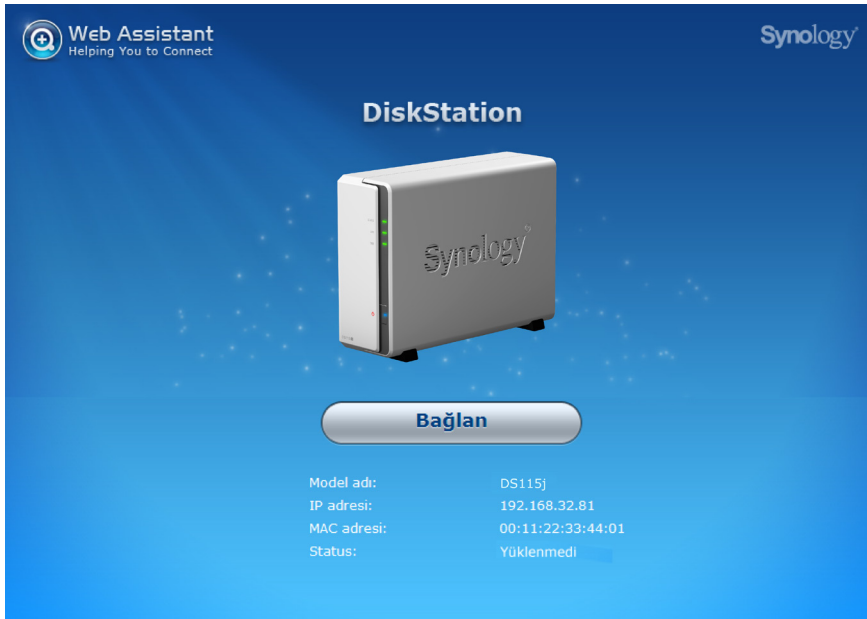 Web Assistant
Helping You to Connect
Synology
DiskStation
Synology
Bağlan
Model adı: DS115j
IP adresi: 192.168.32.81
MAC adresi: 00:11:22:33:44:01
Status: Yüklenmedi